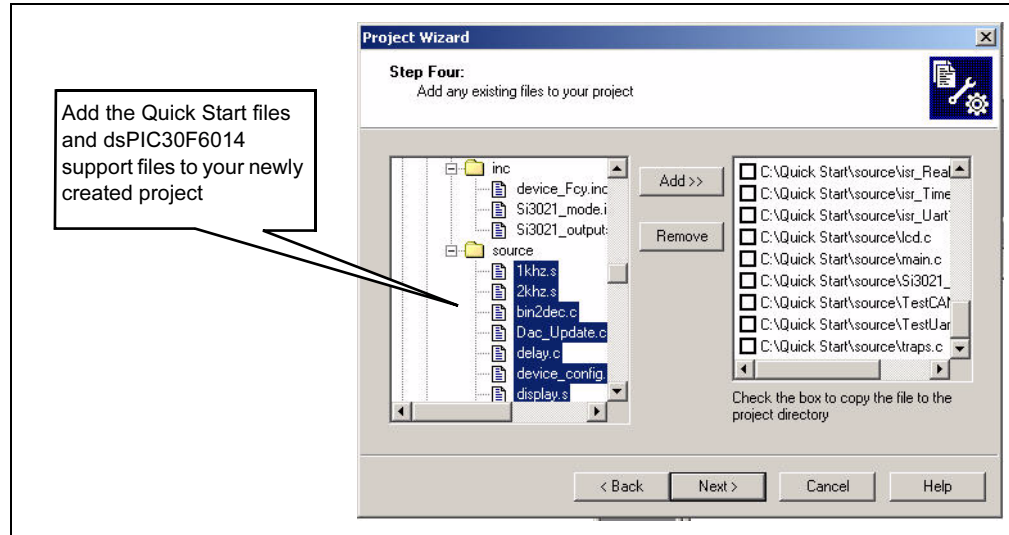 Add the Quick Start files
and dsPIC30F6014
support files to your newly
created project
Project Wizard
Step Four:
Add any existing files to your project
inc
device_Fcy.inc
Si3021_mode.i
Si3021_output
source
1khz.s
2khz.s
bin2dec.c
Dac_Update.c
delay.c
device_config.
display.s
Add >>
Remove
C:\Quick Start\source\isr_Real
C:\Quick Start\source\isr_Time
C:\Quick Start\source\isr_Uart
C:\Quick Start\source\lcd.c
C:\Quick Start\source\main.c
C:\Quick Start\source\Si3021_
C:\Quick Start\source\TestCAN
C:\Quick Start\source\TestUar
C:\Quick Start\source\traps.c
Check the box to copy the file to the
project directory
< Back
Next >
Cancel
Help